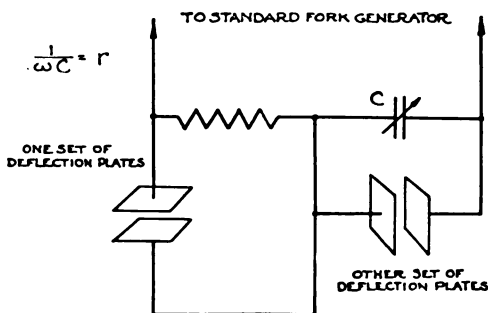 TO STANDARD FORK GENERATOR
1/ωC = r
C
ONE SET OF
DEFLECTION PLATES
OTHER SET OF
DEFLECTION PLATES